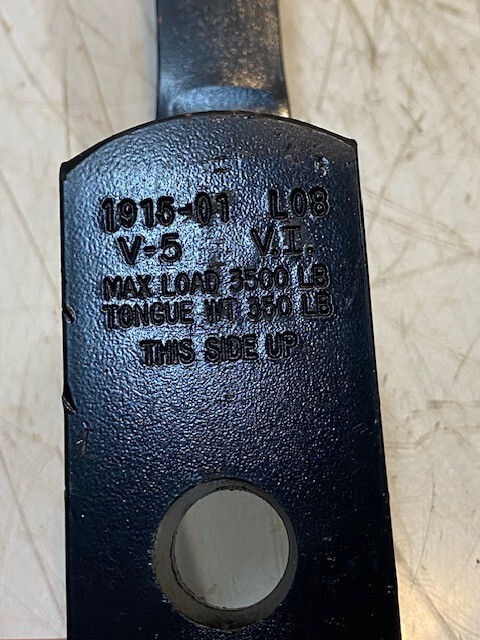 1915-01 L08
V-5 V.I.
MAX LOAD 3500 LB
TONGUE WT 350 LB
THIS SIDE UP